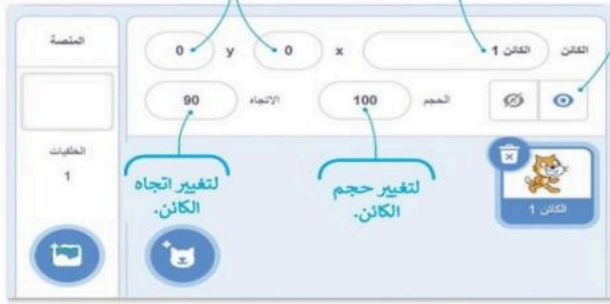 المنصة
الكائن الكائن 1 x 0 y 0
الحجم 100 الاتجاه 90
الخلفيات
1
لتغيير حجم
الكائن.
لتغيير اتجاه
الكائن.
الكائن 1